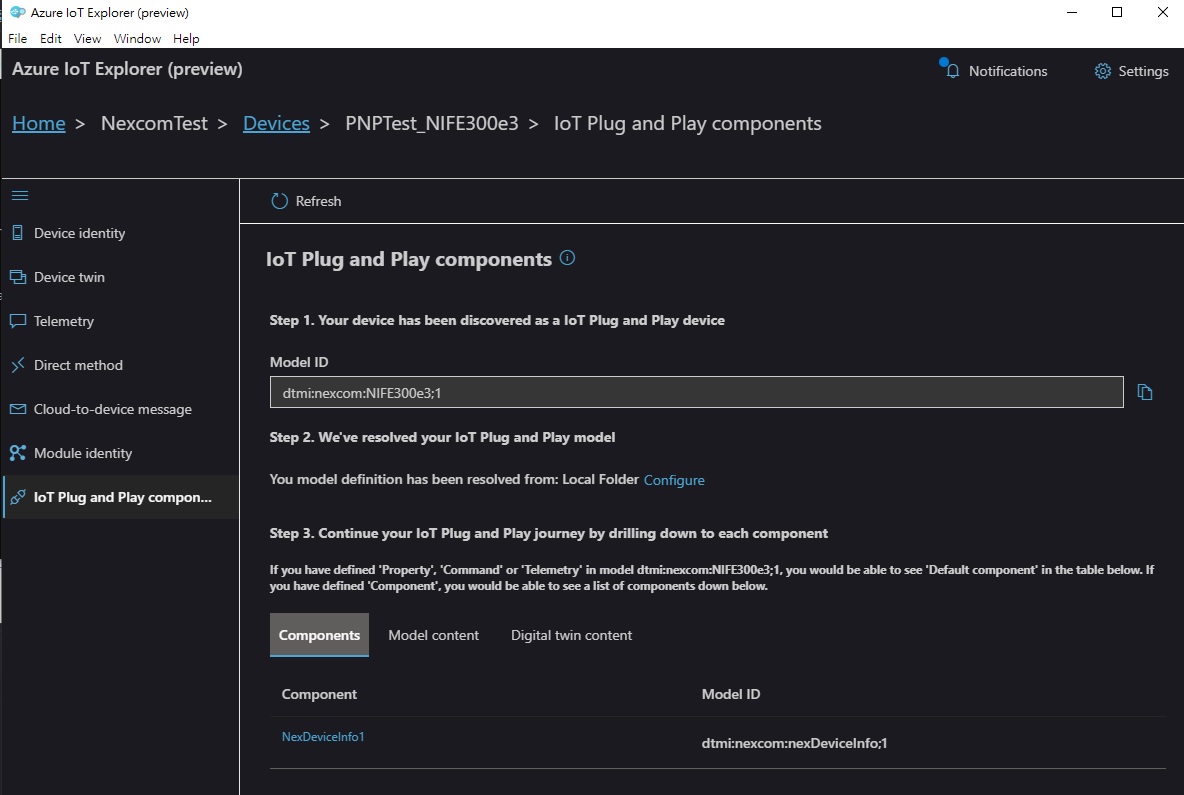 Azure IoT Explorer (preview)
File Edit View Window Help
Azure IoT Explorer (preview)
Notifications
Settings
Home > NexcomTest > Devices > PNPTest_NIFE300e3 > IoT Plug and Play components
Refresh
Device identity
Device twin
Telemetry
Direct method
Cloud-to-device message
Module identity
IoT Plug and Play compon...
IoT Plug and Play components
Step 1. Your device has been discovered as a IoT Plug and Play device
Model ID
dtmi:nexcom:NIFE300e3;1
Step 2. We've resolved your IoT Plug and Play model
You model definition has been resolved from: Local Folder Configure
Step 3. Continue your IoT Plug and Play journey by drilling down to each component
If you have defined 'Property', 'Command' or 'Telemetry' in model dtmi:nexcom:NIFE300e3;1, you would be able to see 'Default component' in the table below. If
you have defined 'Component', you would be able to see a list of components down below.
Components Model content Digital twin content
Component Model ID
NexDeviceInfo1 dtmi:nexcom:nexDeviceInfo;1